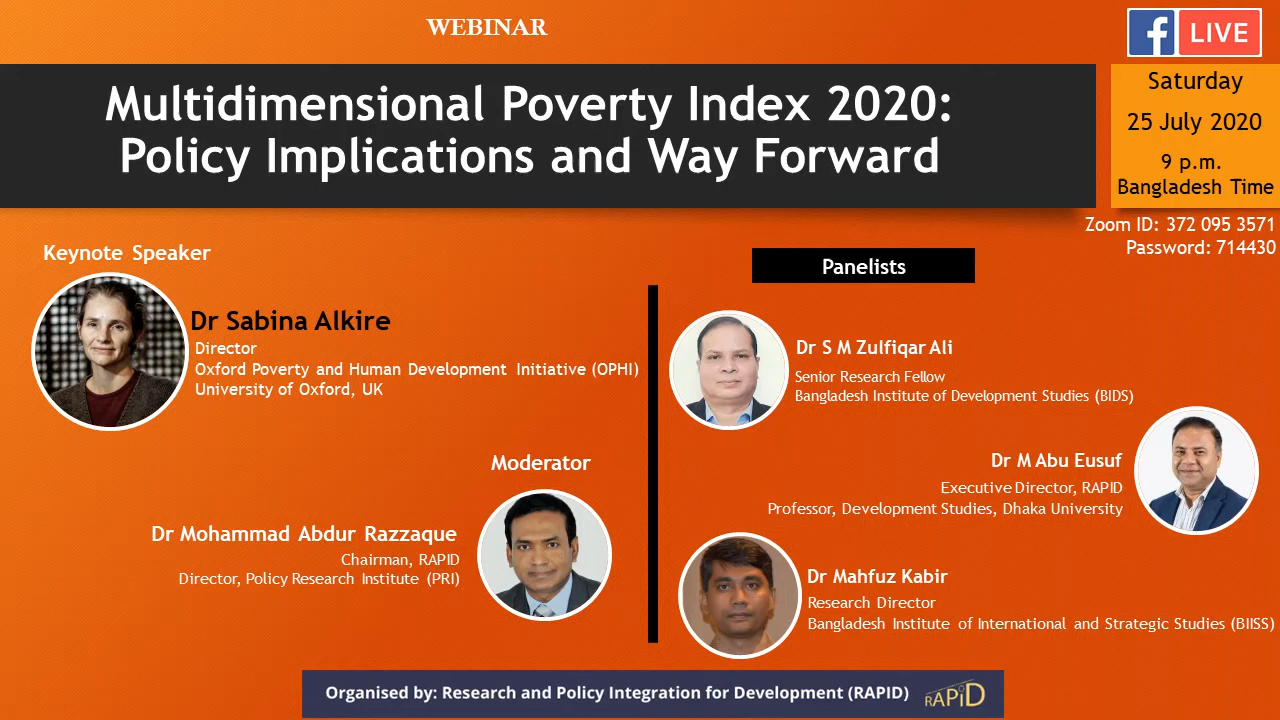 WEBINAR
f LIVE
Multidimensional Poverty Index 2020:
Policy Implications and Way Forward
Saturday
25 July 2020
9 p.m.
Bangladesh Time
Zoom ID: 372 095 3571
Password: 714430
Keynote Speaker
Dr Sabina Alkire
Director
Oxford Poverty and Human Development Initiative (OPHI)
University of Oxford, UK
Moderator
Dr Mohammad Abdur Razzaque
Chairman, RAPID
Director, Policy Research Institute (PRI)
Panelists
Dr S M Zulfiqar Ali
Senior Research Fellow
Bangladesh Institute of Development Studies (BIDS)
Dr M Abu Eusuf
Executive Director, RAPID
Professor, Development Studies, Dhaka University
Dr Mahfuz Kabir
Research Director
Bangladesh Institute of International and Strategic Studies (BIISS)
Organised by: Research and Policy Integration for Development (RAPID)
RAPiD